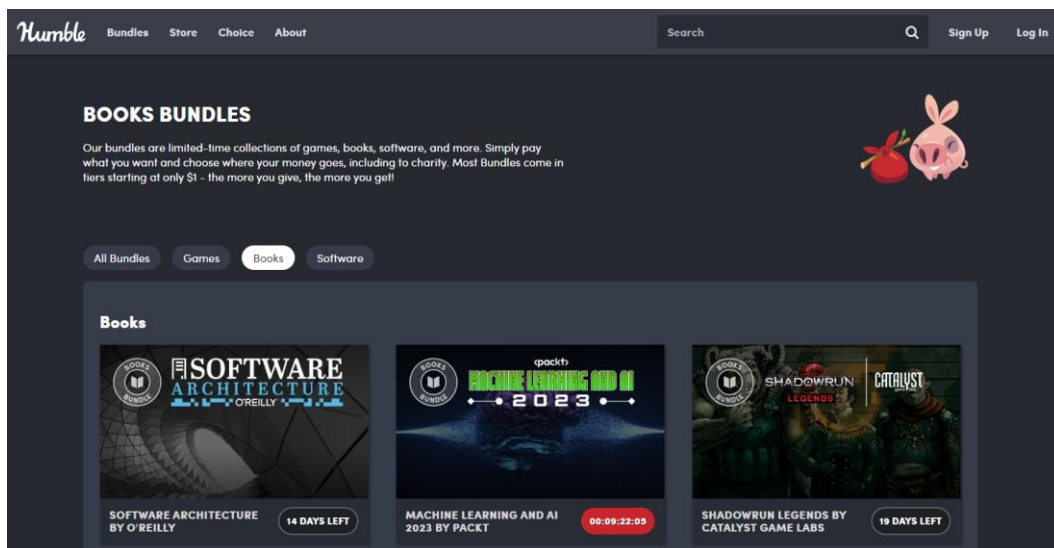 Humble Bundles Store Choice About Search Sign Up Log In
BOOKS BUNDLES
Our bundles are limited-time collections of games, books, software, and more. Simply pay
what you want and choose where your money goes, including to charity. Most Bundles come in
tiers starting at only $1 - the more you give, the more you get!
All Bundles Games Books Software
Books
BOOKS BUNDLE
SOFTWARE
ARCHITECTURE
O'REILLY
SOFTWARE ARCHITECTURE
BY O'REILLY
14 DAYS LEFT
BOOKS BUNDLE
<packt>
MACHINE LEARNING AND AI
2023
MACHINE LEARNING AND AI
2023 BY PACKT
00:09:22:05
BOOKS BUNDLE
SHADOWRUN
LEGENDS
CATALYST
SHADOWRUN LEGENDS BY
CATALYST GAME LABS
19 DAYS LEFT